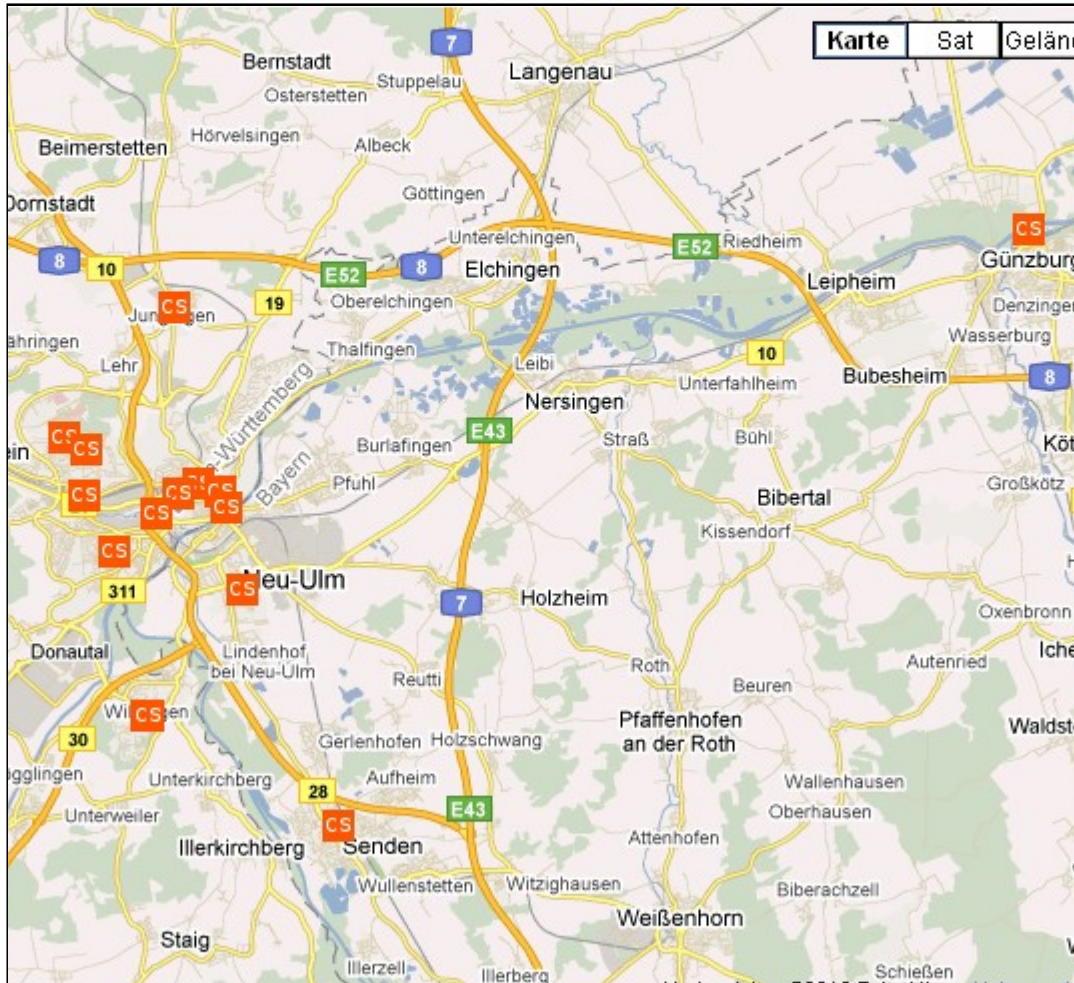 7
Karte Sat Gelän
Bernstadt
Langenau
Stuppelau
Osterstetten
Hörvelsingen
Albeck
Beimerstetten
Göttingen
Dornstadt
Unterelchingen
E52
Riedheim
CS
8
10
E52
8
Elchingen
Günzburg
Leipheim
Oberelchingen
19
CS
Denzingen
Thalfingen
Wasserburg
Lehr
Leibi
10
Unterfahlheim
Bubesheim
8
Nersingen
Württemberg
Bayern
E43
Burlafingen
Straß
Bühl
CS
CS
ein
Pfuhl
Großkötz
CS
CS
CS
CS
CS
CS
Bibertal
Kissendorf
CS
Neu-Ulm
CS
311
7
Holzheim
Oxenbronn
Donautal
Lindenhof
bei Neu-Ulm
Reutti
Roth
Beuren
Autenried
CS
Pfaffenhofen
an der Roth
30
Gerlenhofen
Holzschwang
Unterkirchberg
Aufheim
Wallenhausen
28
E43
Oberhausen
Unterweiler
CS
Senden
Illerkirchberg
Attenhofen
Wullenstetten
Witzighausen
Biberachzell
Weißenhorn
Staig
Illerzell
Illerberg
Schießen